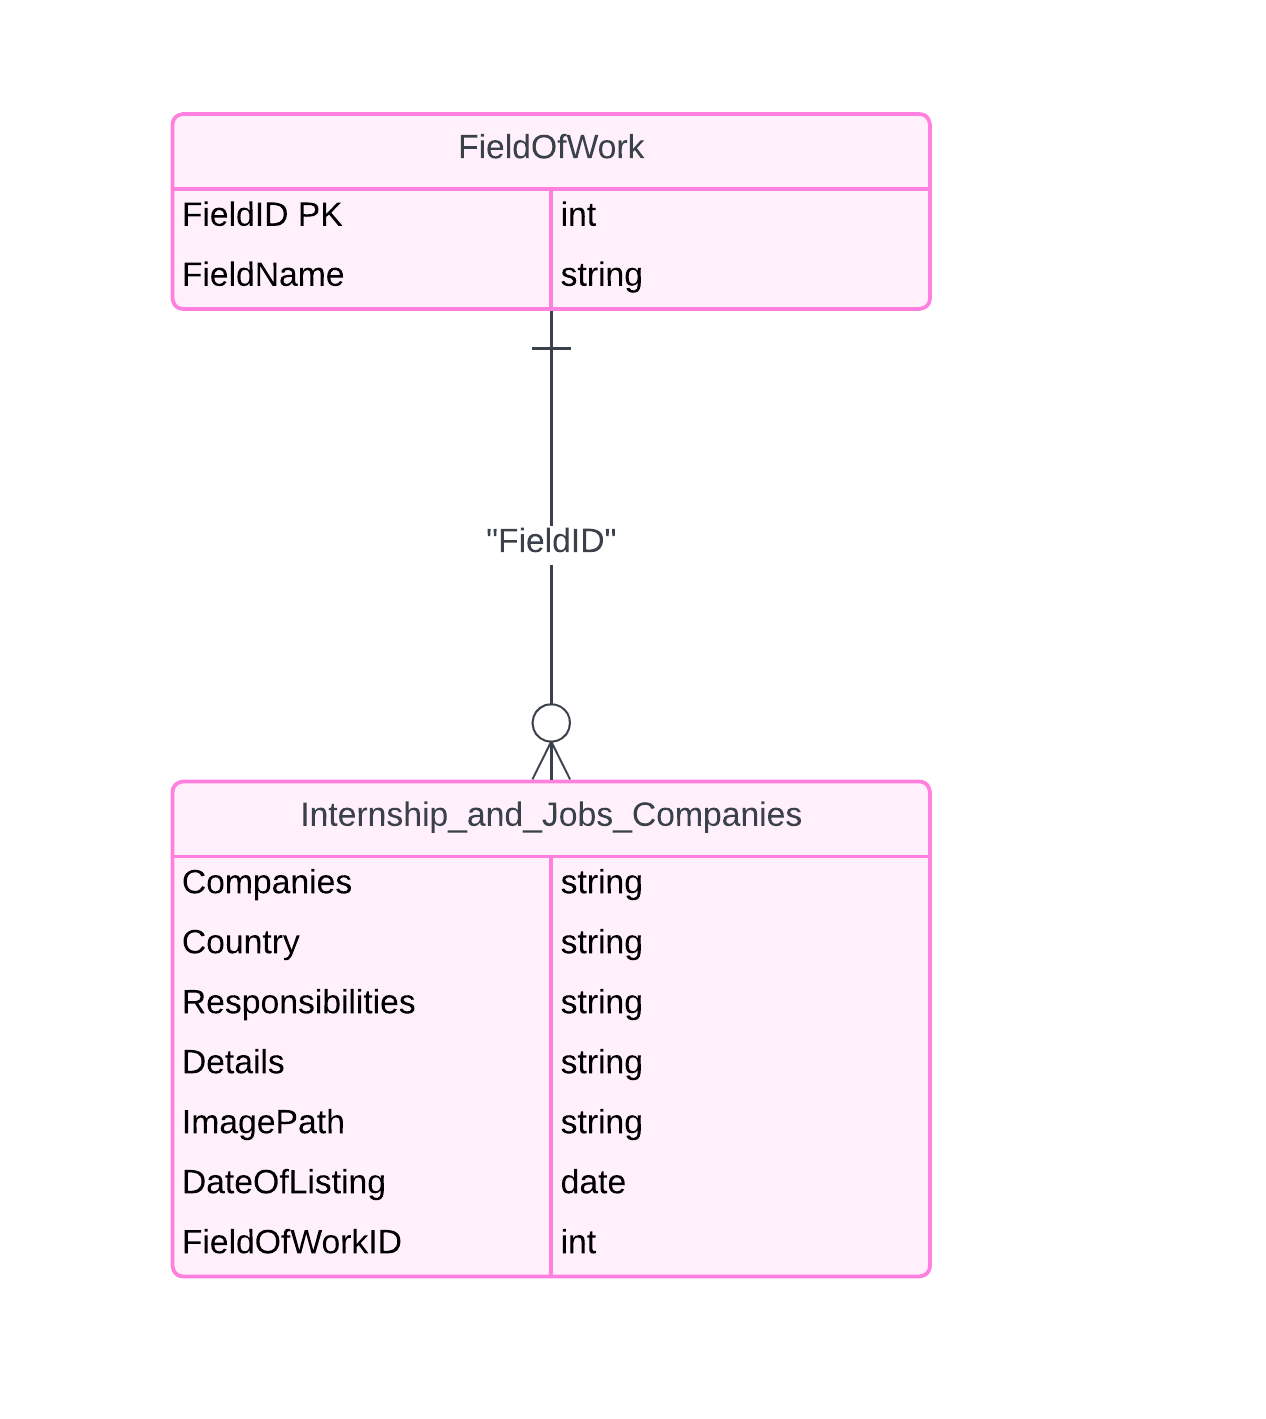 FieldOfWork
FieldID PK int
FieldName string
"FieldID"
Internship_and_Jobs_Companies
Companies string
Country string
Responsibilities string
Details string
ImagePath string
DateOfListing date
FieldOfWorkID int